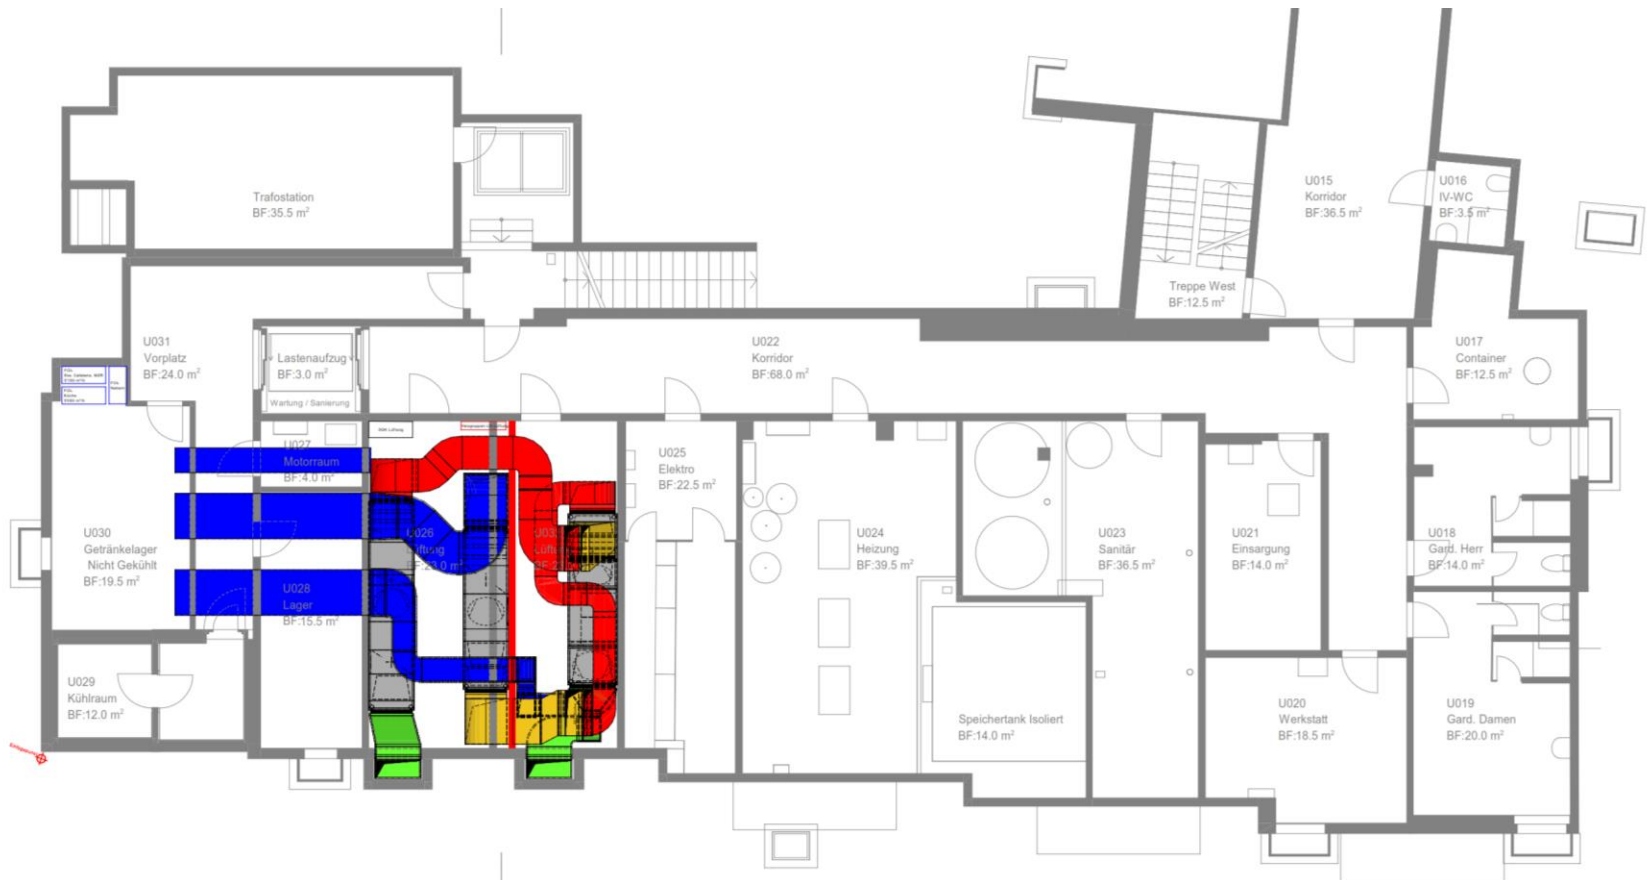 Trafostation
BF:35.5 m²
U015
Korridor
BF:36.5 m²
U016
IV-WC
BF:3.5 m²
Treppe West
BF:12.5 m²
U031
Vorplatz
BF:24.0 m²
Lastenaufzug
BF:3.0 m²
Wartung / Sanierung
U022
Korridor
BF:68.0 m²
U017
Container
BF:12.5 m²
U027
Motorraum
BF:4.0 m²
U025
Elektro
BF:22.5 m²
U030
Getränkelager
Nicht Gekühlt
BF:19.5 m²
U026
Lüftung
U024
Heizung
BF:39.5 m²
U023
Sanitär
BF:36.5 m²
U021
Einsargung
BF:14.0 m²
U018
Gard. Herr
BF:14.0 m²
U028
Lager
BF:15.5 m²
U029
Kühlraum
BF:12.0 m²
Speichertank Isoliert
BF:14.0 m²
U020
Werkstatt
BF:18.5 m²
U019
Gard. Damen
BF:20.0 m²